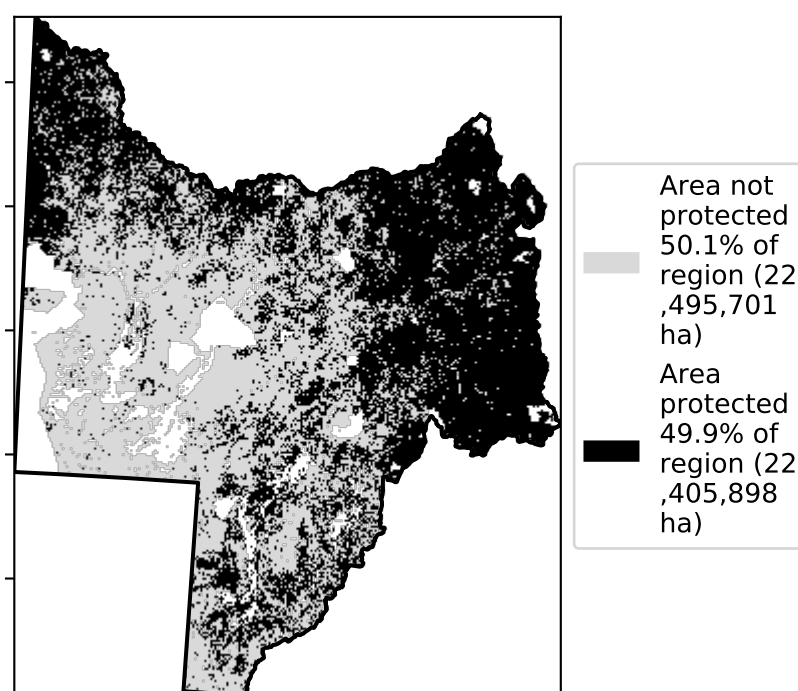 Area not
protected
50.1% of
region (22
,495,701
ha)
Area
protected
49.9% of
region (22
,405,898
ha)